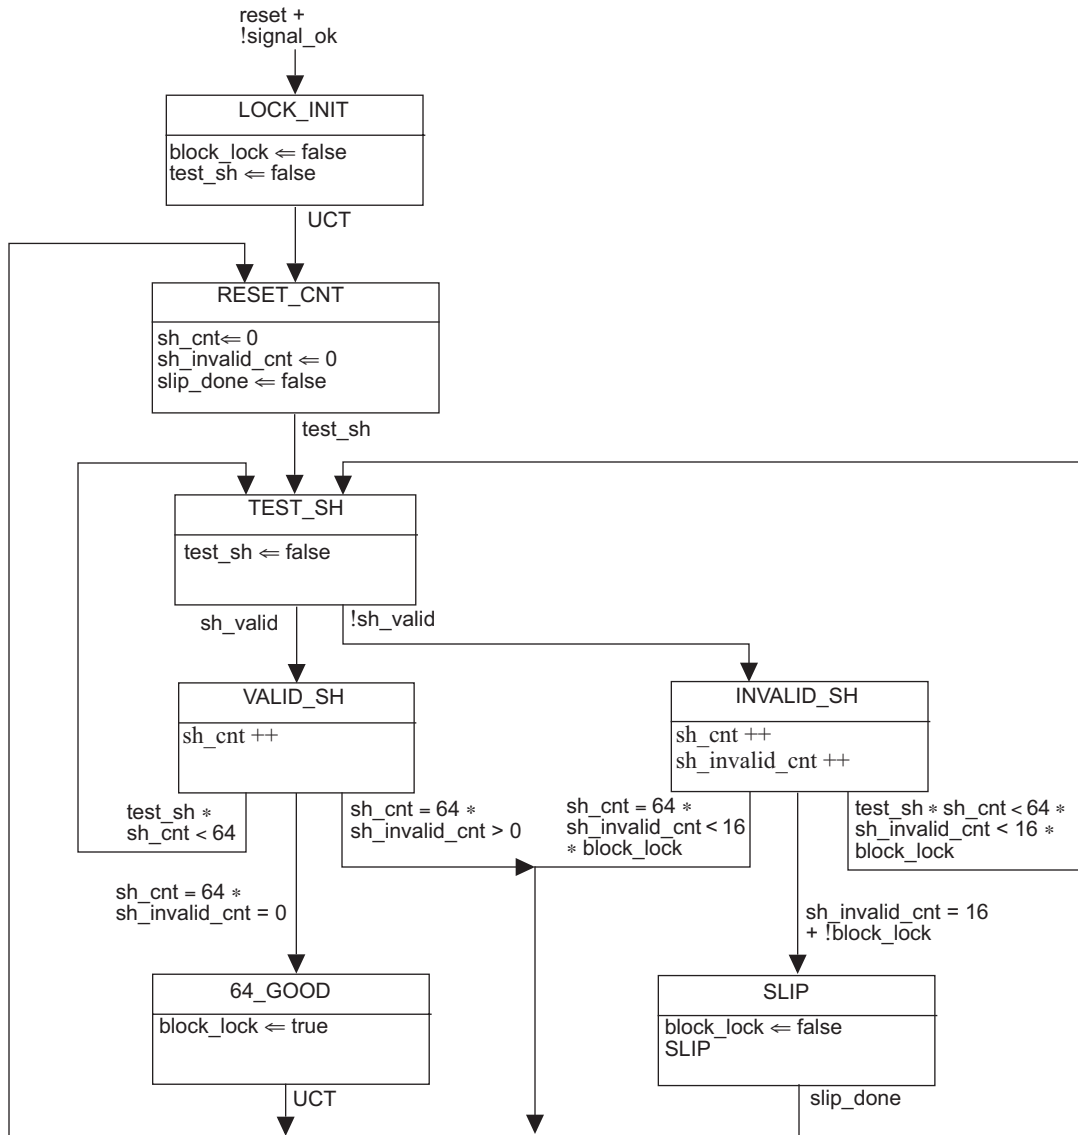 reset +
!signal_ok
LOCK_INIT
block_lock ⇐ false
test_sh ⇐ false
UCT
RESET_CNT
sh_cnt⇐ 0
sh_invalid_cnt ⇐ 0
slip_done ⇐ false
test_sh
TEST_SH
test_sh ⇐ false
sh_valid
!sh_valid
VALID_SH
sh_cnt ++
INVALID_SH
sh_cnt ++
sh_invalid_cnt ++
test_sh *
sh_cnt < 64
sh_cnt = 64 *
sh_invalid_cnt > 0
sh_cnt = 64 *
sh_invalid_cnt < 16
* block_lock
test_sh * sh_cnt < 64 *
sh_invalid_cnt < 16 *
block_lock
sh_cnt = 64 *
sh_invalid_cnt = 0
sh_invalid_cnt = 16
+ !block_lock
64_GOOD
block_lock ⇐ true
SLIP
block_lock ⇐ false
SLIP
UCT
slip_done